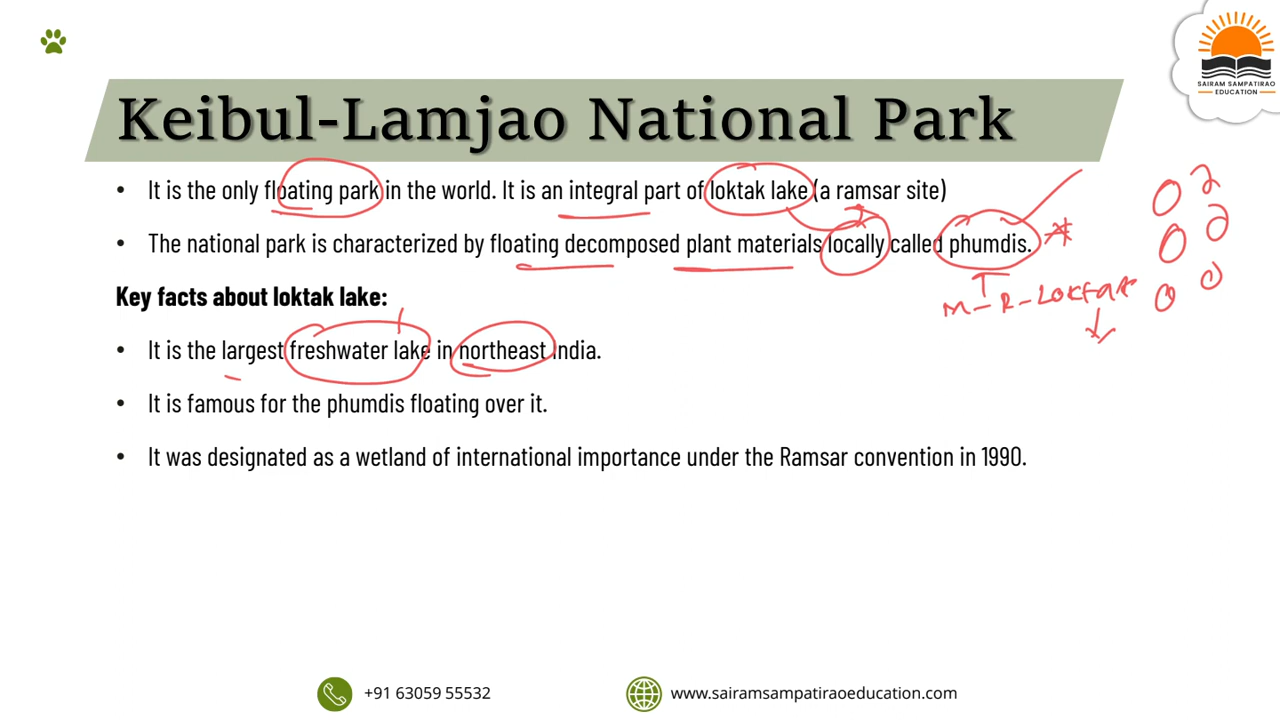 SAIRAM SAMPATIRAO
EDUCATION
Keibul-Lamjao National Park
• It is the only floating park in the world. It is an integral part of loktak lake (a ramsar site)
• The national park is characterized by floating decomposed plant materials locally called phumdis.
M-R-Loktak
Key facts about loktak lake:
• It is the largest freshwater lake in northeast India.
• It is famous for the phumdis floating over it.
• It was designated as a wetland of international importance under the Ramsar convention in 1990.
+91 63059 55532
www.sairamsampatiraoeducation.com